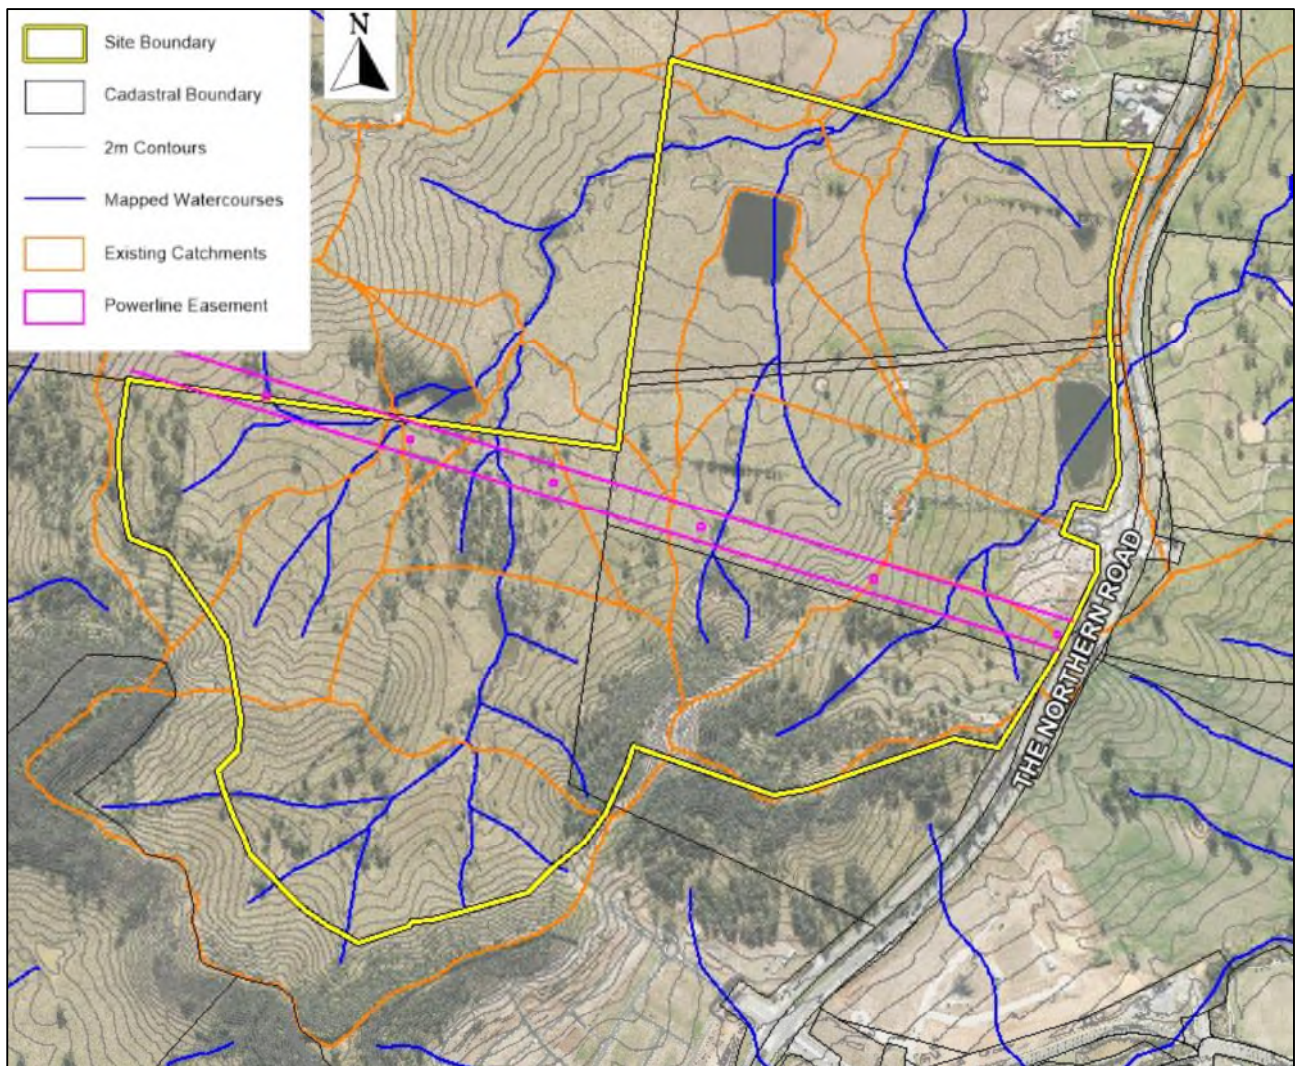 Site Boundary
N
Cadastral Boundary
2m Contours
Mapped Watercourses
Existing Catchments
Powerline Easement
THE NORTHERN ROAD